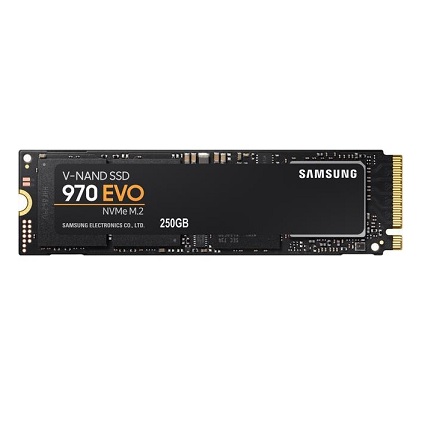 V-NAND SSD
970 EVO
NVMe M.2
SAMSUNG ELECTRONICS CO., LTD.
250GB
SAMSUNG